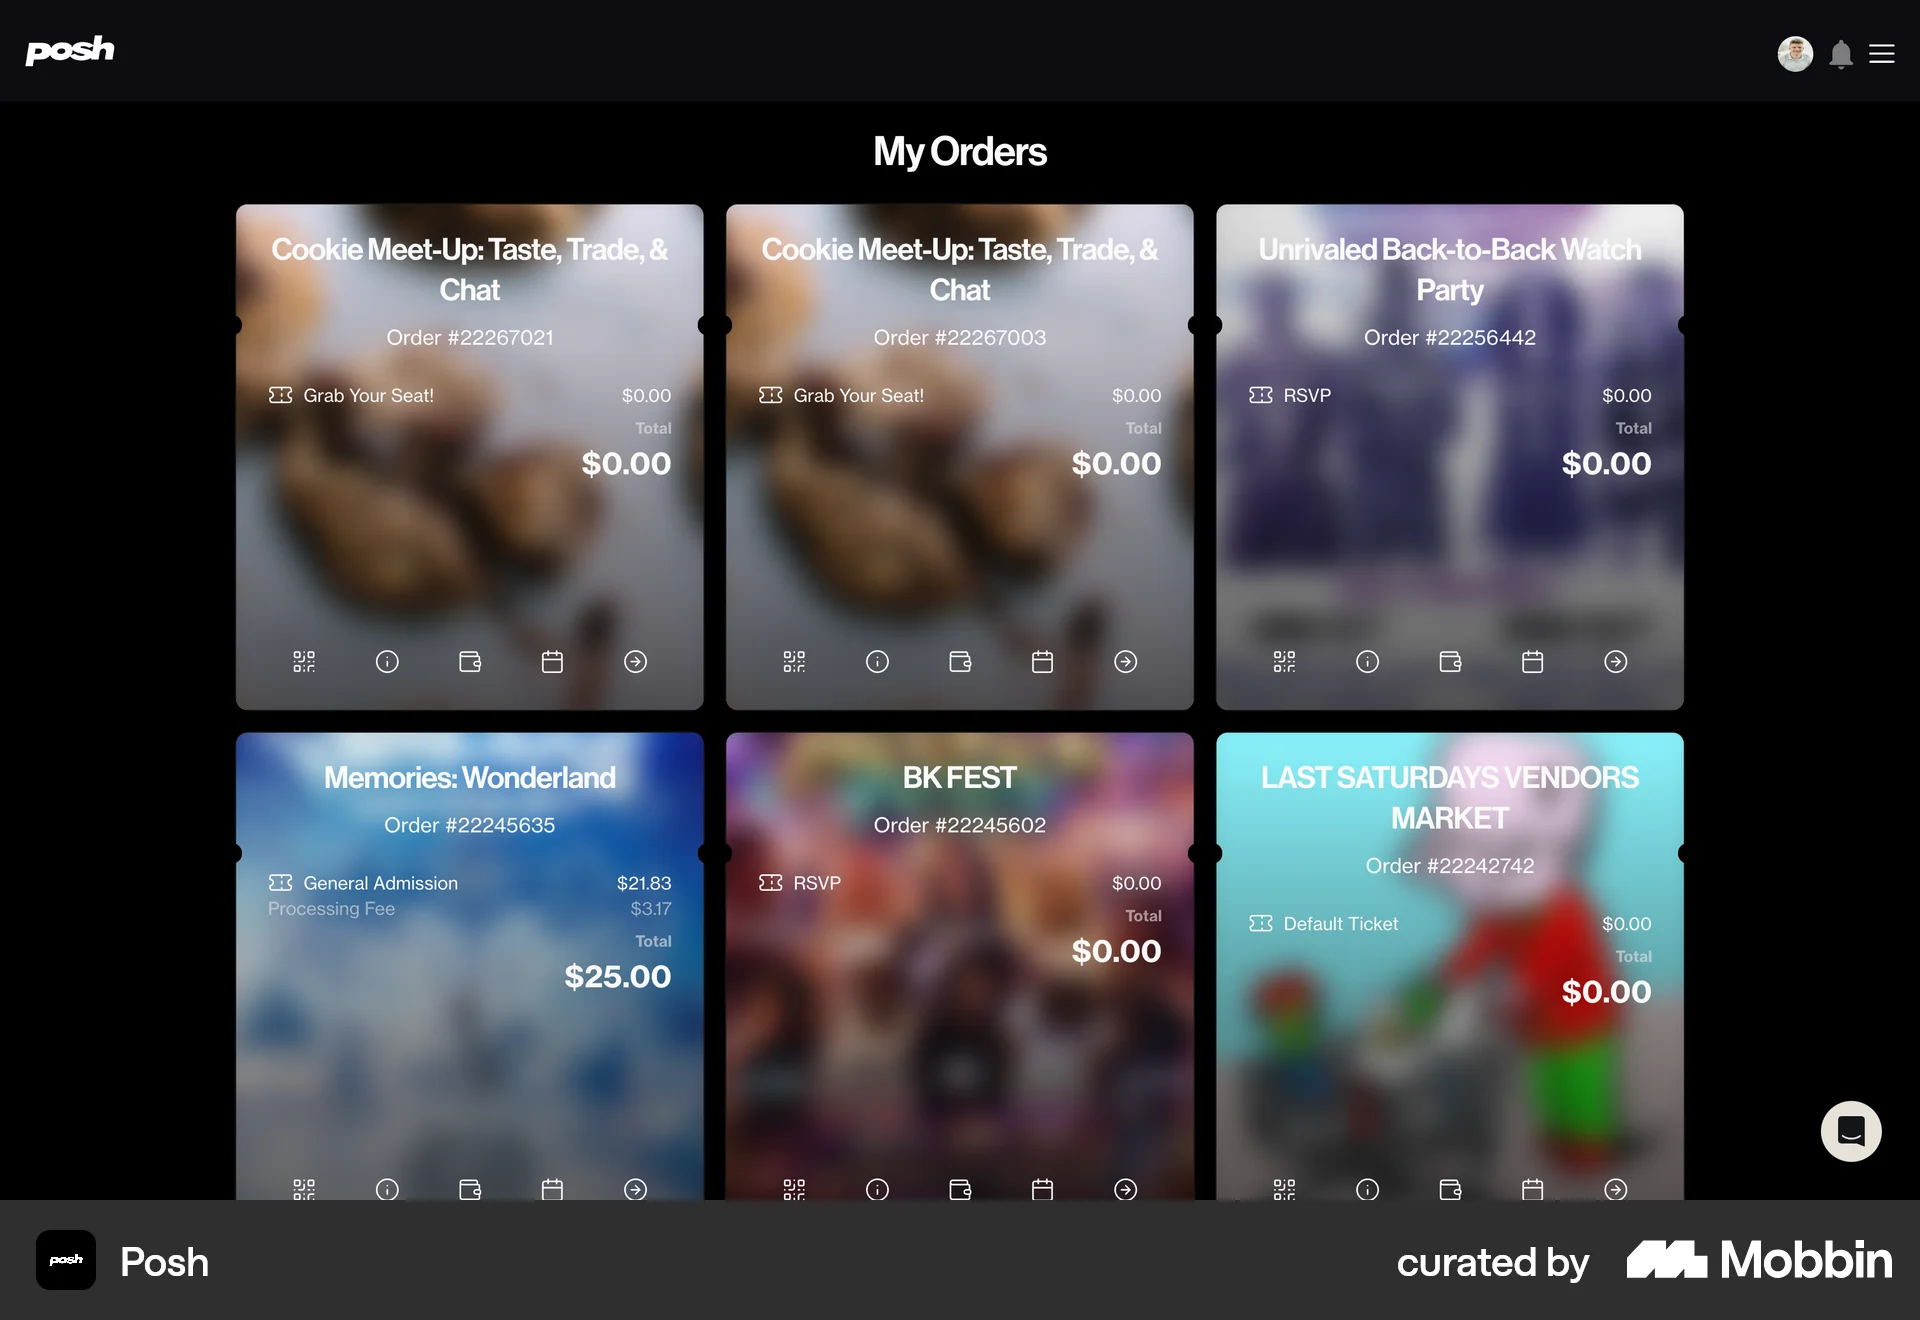 posh
My Orders
Cookie Meet-Up: Taste, Trade, &
Chat
Order #22267021
Grab Your Seat!
$0.00
Total
$0.00
Cookie Meet-Up: Taste, Trade, &
Chat
Order #22267003
Grab Your Seat!
$0.00
Total
$0.00
Unrivaled Back-to-Back Watch
Party
Order #22256442
RSVP
$0.00
Total
$0.00
Memories: Wonderland
Order #22245635
General Admission
$21.83
Processing Fee
$3.17
Total
$25.00
BK FEST
Order #22245602
RSVP
$0.00
Total
$0.00
LAST SATURDAYS VENDORS
MARKET
Order #22242742
Default Ticket
$0.00
Total
$0.00
posh
Posh
curated by
Mobbin